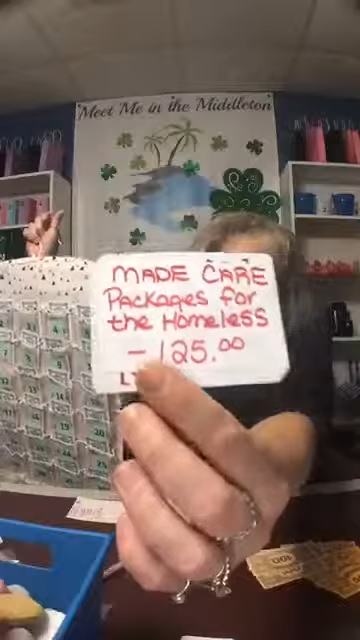 Meet Me in the Middleton
MADE CARE
Packages for
the Homeless
- 125.00